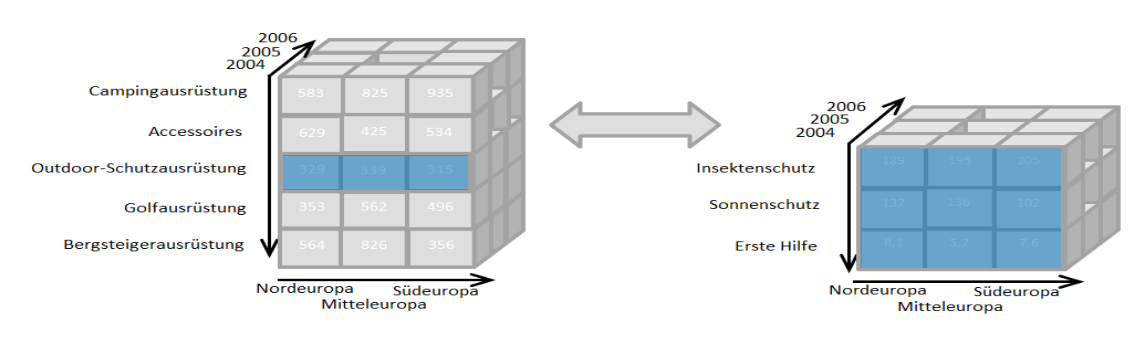 2006
2005
2004
Campingausrüstung
583 825 935
Accessoires
629 425 534
Outdoor-Schutzausrüstung
329 339 315
Golfausrüstung
353 562 496
Bergsteigerausrüstung
564 826 356
Nordeuropa
Südeuropa
Mitteleuropa
2006
2005
2004
Insektenschutz
189 195 205
Sonnenschutz
132 136 102
Erste Hilfe
8,1 5,2 7,6
Nordeuropa
Südeuropa
Mitteleuropa